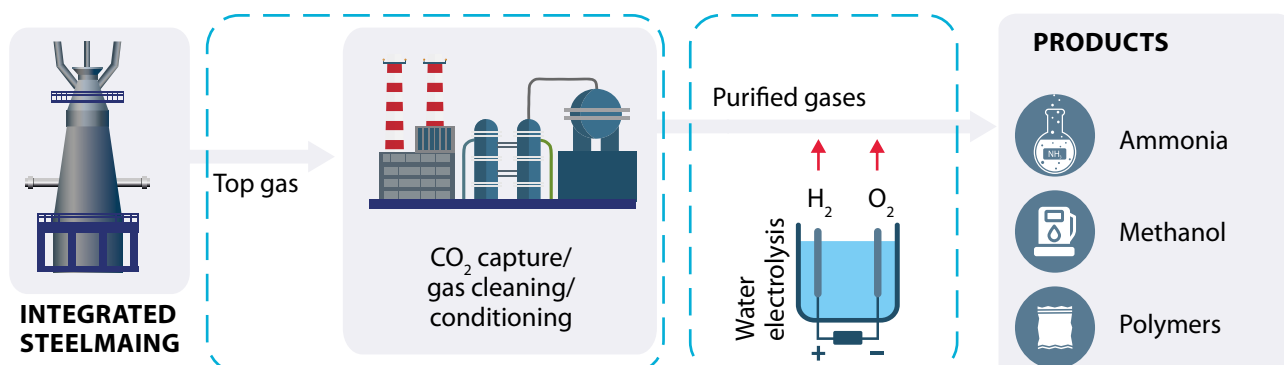 INTEGRATED
STEELMAING
Top gas
CO₂ capture/
gas cleaning/
conditioning
Purified gases
H₂ O₂
Water
electrolysis
+ −
PRODUCTS
NH₃
Ammonia
Methanol
Polymers